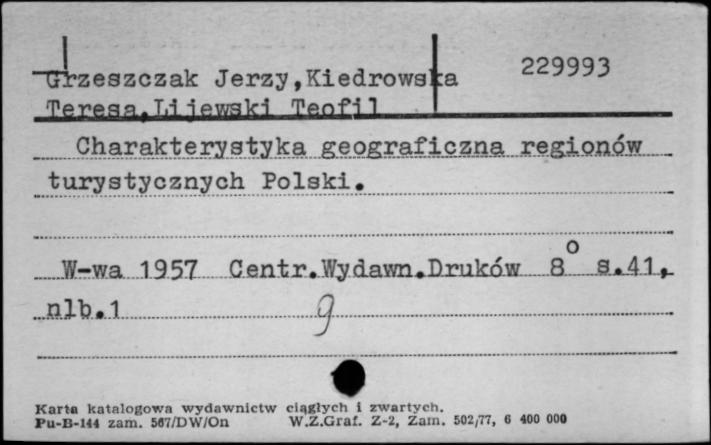 Grzeszczak Jerzy,Kiedrowska 229993
Teresa,Lijewski Teofil
Charakterystyka geograficzna regionów
turystycznych Polski.
W-wa 1957 Centr.Wydawn.Druków 8° s.41,
nlb.1
9
Karta katalogowa wydawnictw ciągłych i zwartych.
Pu-B-144 zam. 567/DW/On W.Z.Graf. Z-2, Zam. 502/77, 6 400 000